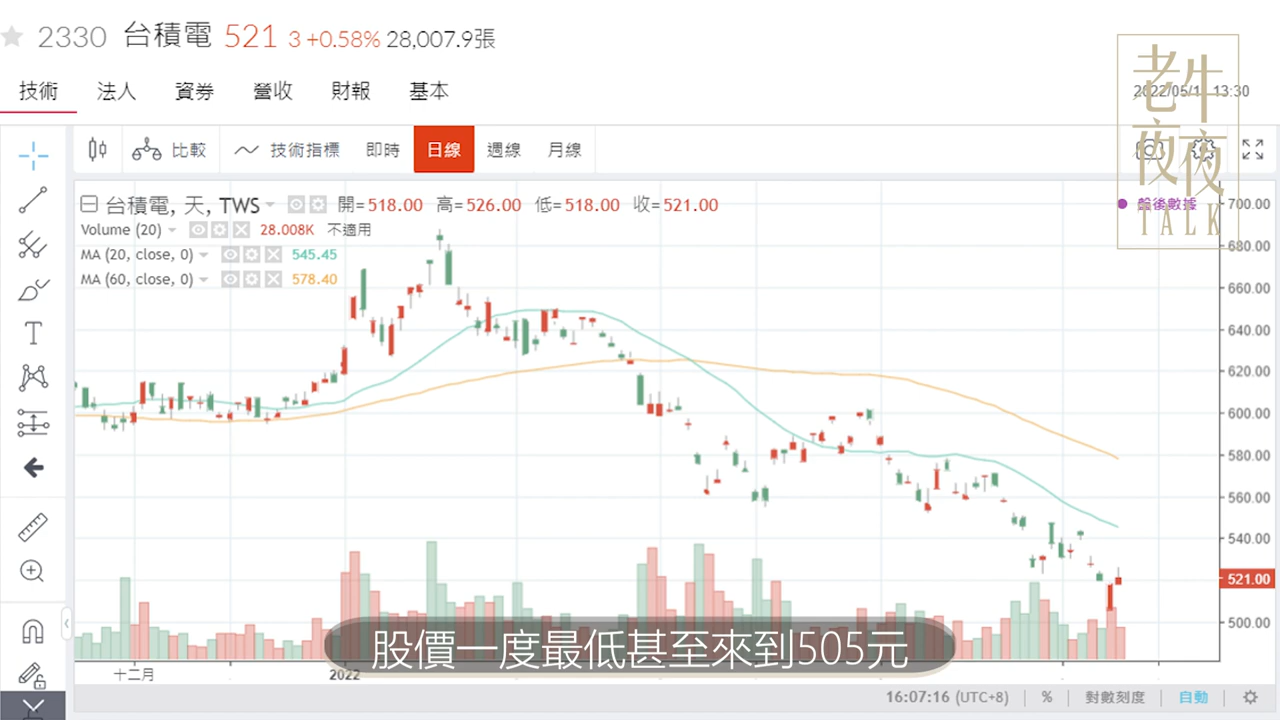 2330 台積電 521 3 +0.58% 28,007.9張
技術 法人 資券 營收 財報 基本
老牛夜夜TALK
13:30
比較 技術指標 即時 日線 週線 月線
台積電, 天, TWS 開=518.00 高=526.00 低=518.00 收=521.00
盤後數據
Volume (20) 28.008K 不適用
MA (20, close, 0) 545.45
MA (60, close, 0) 578.40
700.00
680.00
660.00
640.00
620.00
600.00
580.00
560.00
540.00
521.00
500.00
股價一度最低甚至來到505元
十二月 2022
16:07:16 (UTC+8) % 對數刻度 自動